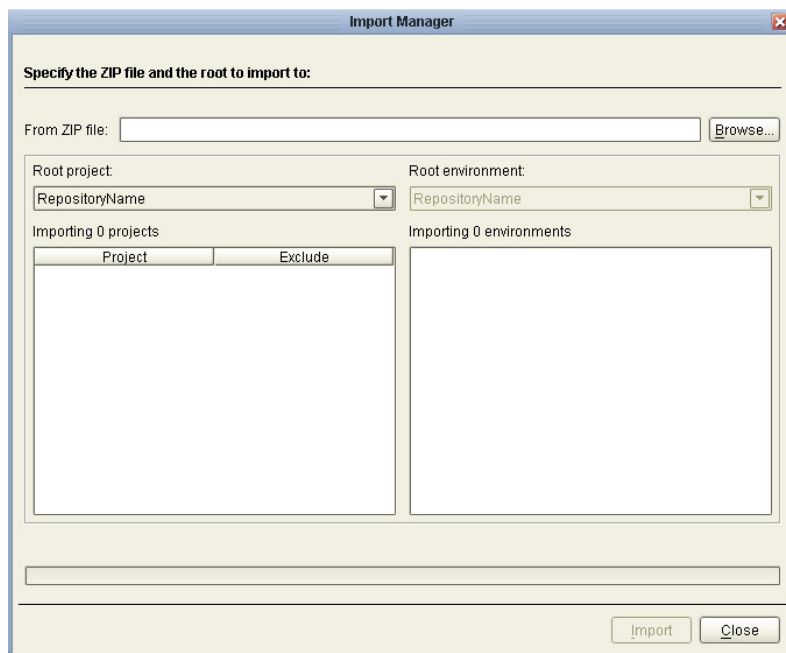 Import Manager
Specify the ZIP file and the root to import to:
From ZIP file:
Browse...
Root project:
Root environment:
RepositoryName
RepositoryName
Importing 0 projects
Importing 0 environments
Project
Exclude
Import
Close